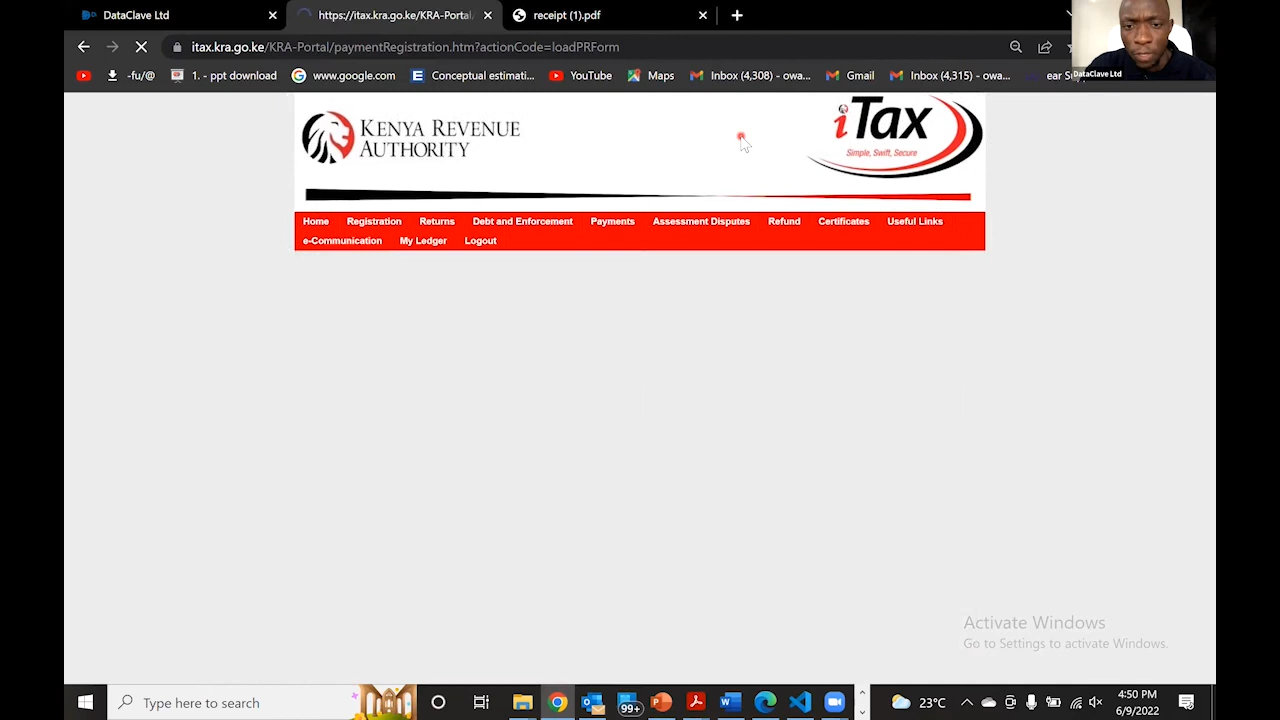 DataClave Ltd
https://itax.kra.go.ke/KRA-Portal
receipt (1).pdf
itax.kra.go.ke/KRA-Portal/paymentRegistration.htm?actionCode=loadPRForm
DataClave Ltd
-fu/@
1. - ppt download
www.google.com
Conceptual estimati...
YouTube
Maps
Inbox (4,308) - owa...
Gmail
Inbox (4,315) - owa...
KENYA REVENUE
AUTHORITY
iTax
Simple, Swift, Secure
Home Registration Returns Debt and Enforcement Payments Assessment Disputes Refund Certificates Useful Links
e-Communication My Ledger Logout
Activate Windows
Go to Settings to activate Windows.
Type here to search
99+
23°C
4:50 PM
6/9/2022